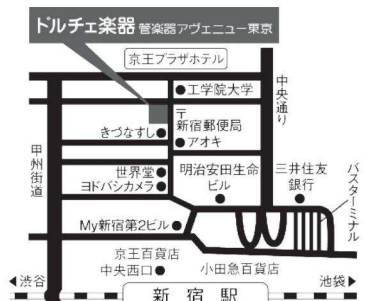 ドルチェ楽器 管楽器アヴェニュー東京
京王プラザホテル
工学院大学
中央通り
〒
新宿郵便局
きづなすし
アオキ
甲州街道
世界堂
ヨドバシカメラ
明治安田生命
ビル
三井住友
銀行
バスターミナル
My新宿第2ビル
京王百貨店
中央西口
小田急百貨店
渋谷
池袋
新宿駅